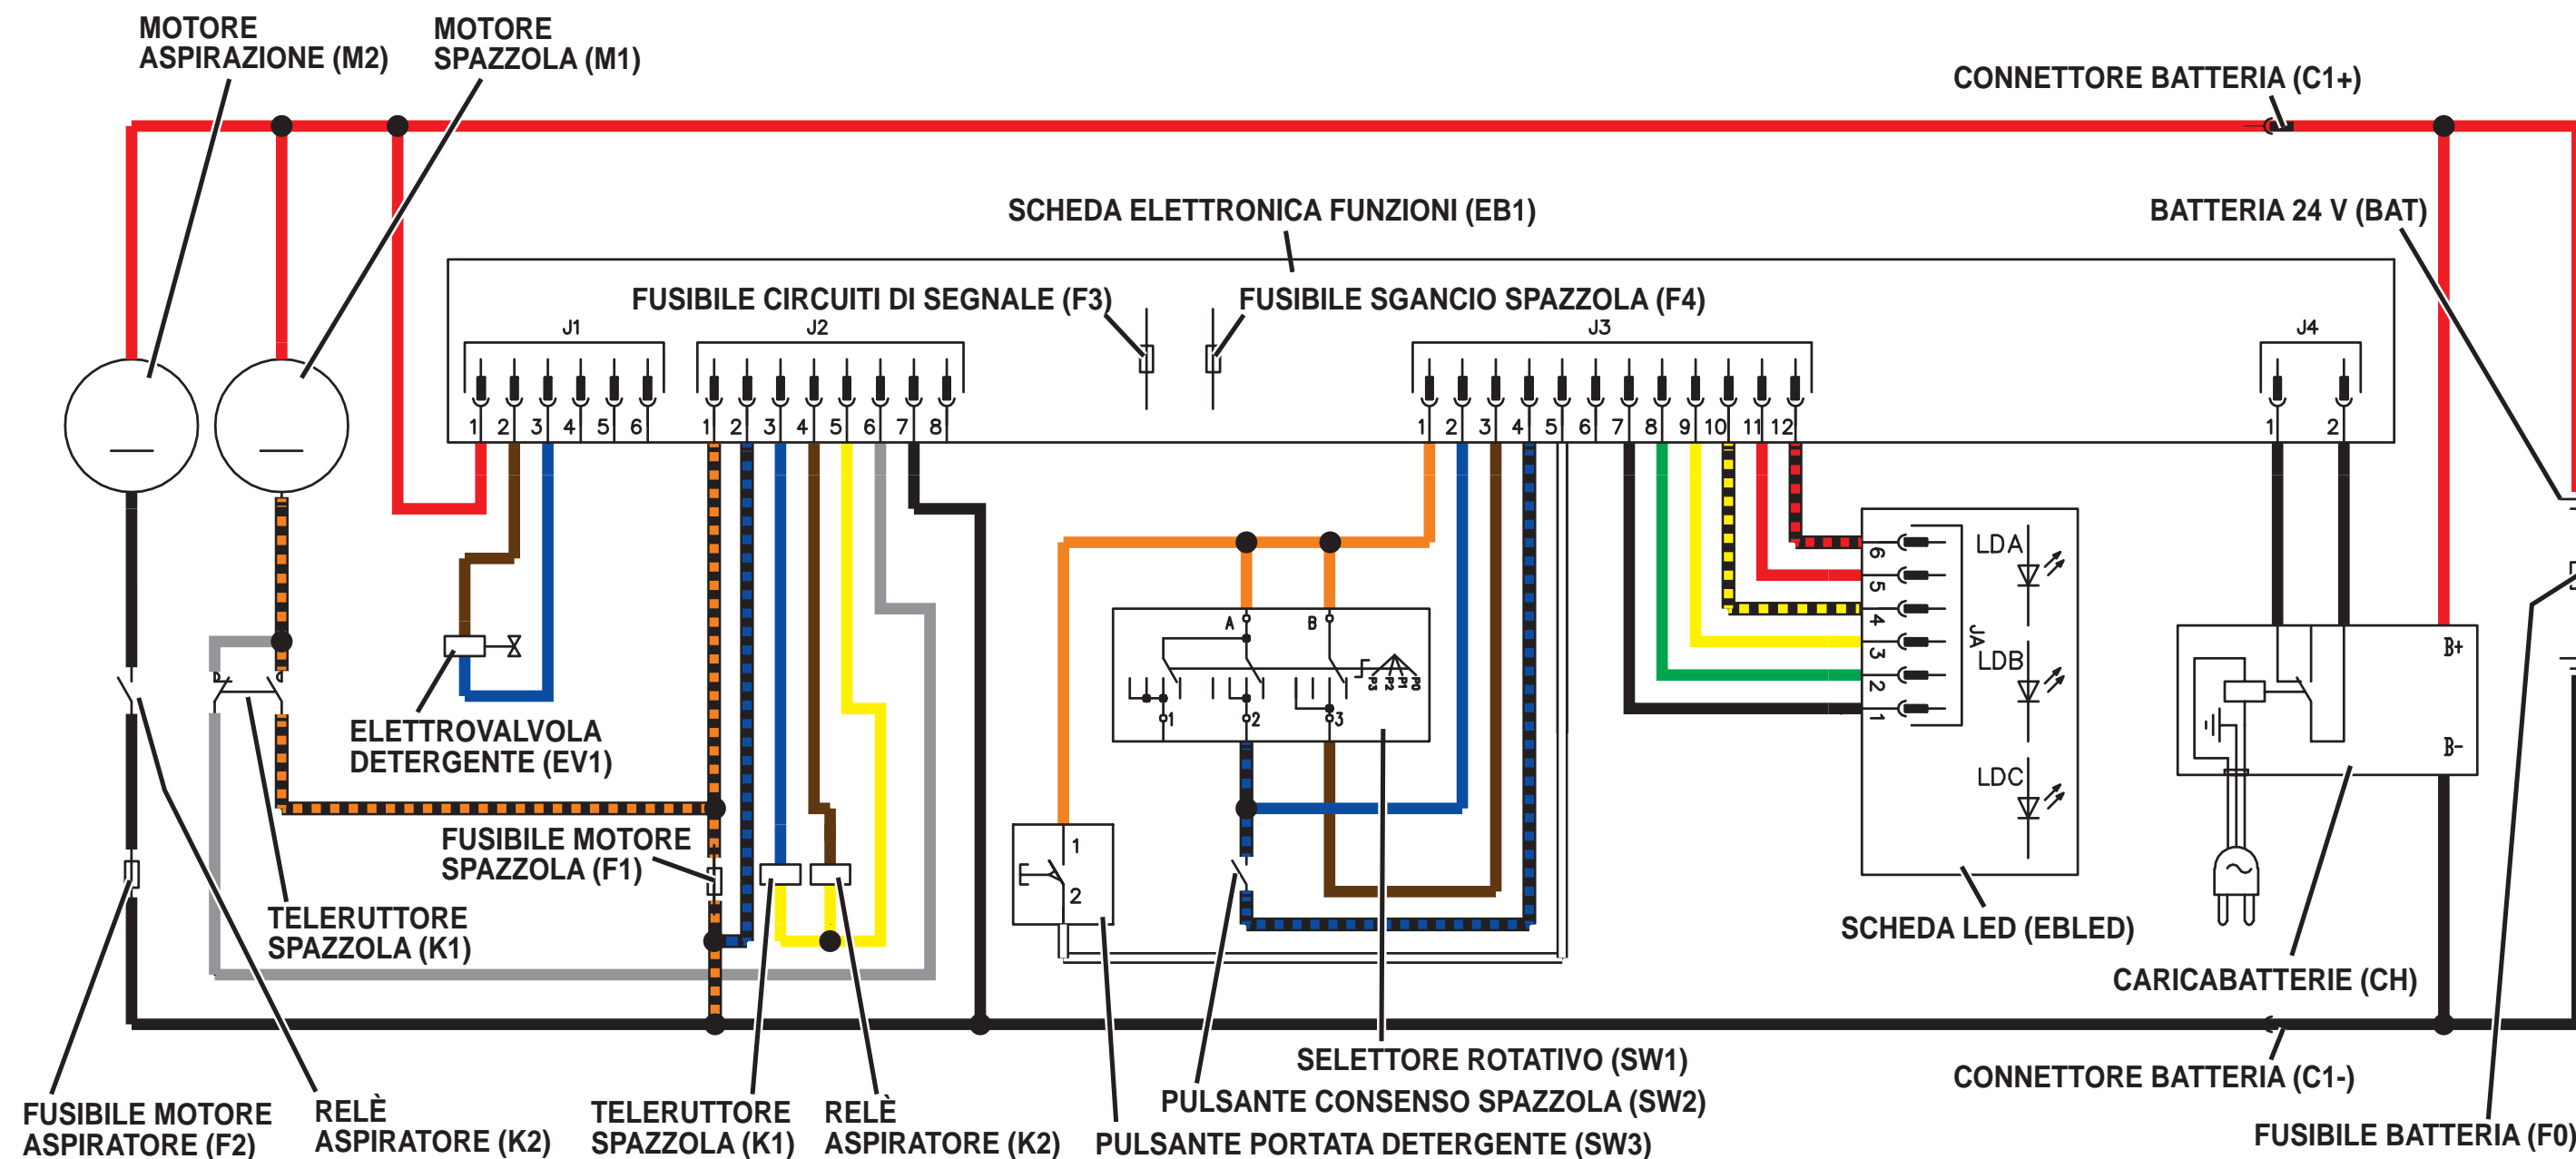 MOTORE
ASPIRAZIONE (M2)
MOTORE
SPAZZOLA (M1)
CONNETTORE BATTERIA (C1+)
SCHEDA ELETTRONICA FUNZIONI (EB1)
BATTERIA 24 V (BAT)
FUSIBILE CIRCUITI DI SEGNALE (F3)
FUSIBILE SGANCIO SPAZZOLA (F4)
J1
J2
J3
J4
1 2 3 4 5 6
1 2 3 4 5 6 7 8
1 2 3 4 5 6 7 8 9 10 11 12
1 2
A
B
P3
P2
P1
P0
1
2
3
6
5
4
3
2
1
JA
LDA
LDB
LDC
B+
B-
ELETTROVALVOLA
DETERGENTE (EV1)
FUSIBILE MOTORE
SPAZZOLA (F1)
1
2
TELERUTTORE
SPAZZOLA (K1)
SCHEDA LED (EBLED)
CARICABATTERIE (CH)
SELETTORE ROTATIVO (SW1)
PULSANTE CONSENSO SPAZZOLA (SW2)
PULSANTE PORTATA DETERGENTE (SW3)
CONNETTORE BATTERIA (C1-)
FUSIBILE BATTERIA (F0)
FUSIBILE MOTORE
ASPIRATORE (F2)
RELÈ
ASPIRATORE (K2)
TELERUTTORE
SPAZZOLA (K1)
RELÈ
ASPIRATORE (K2)